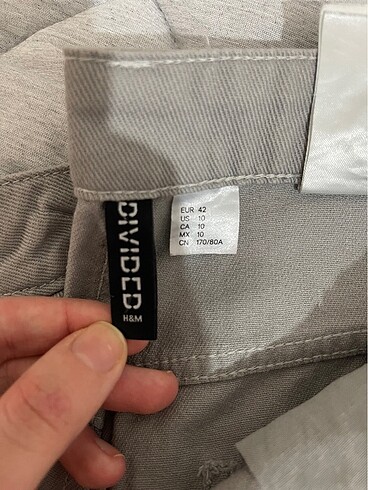 DIVIDED
H&M
EUR 42
US 10
CA 10
MX 10
CN 170/80A